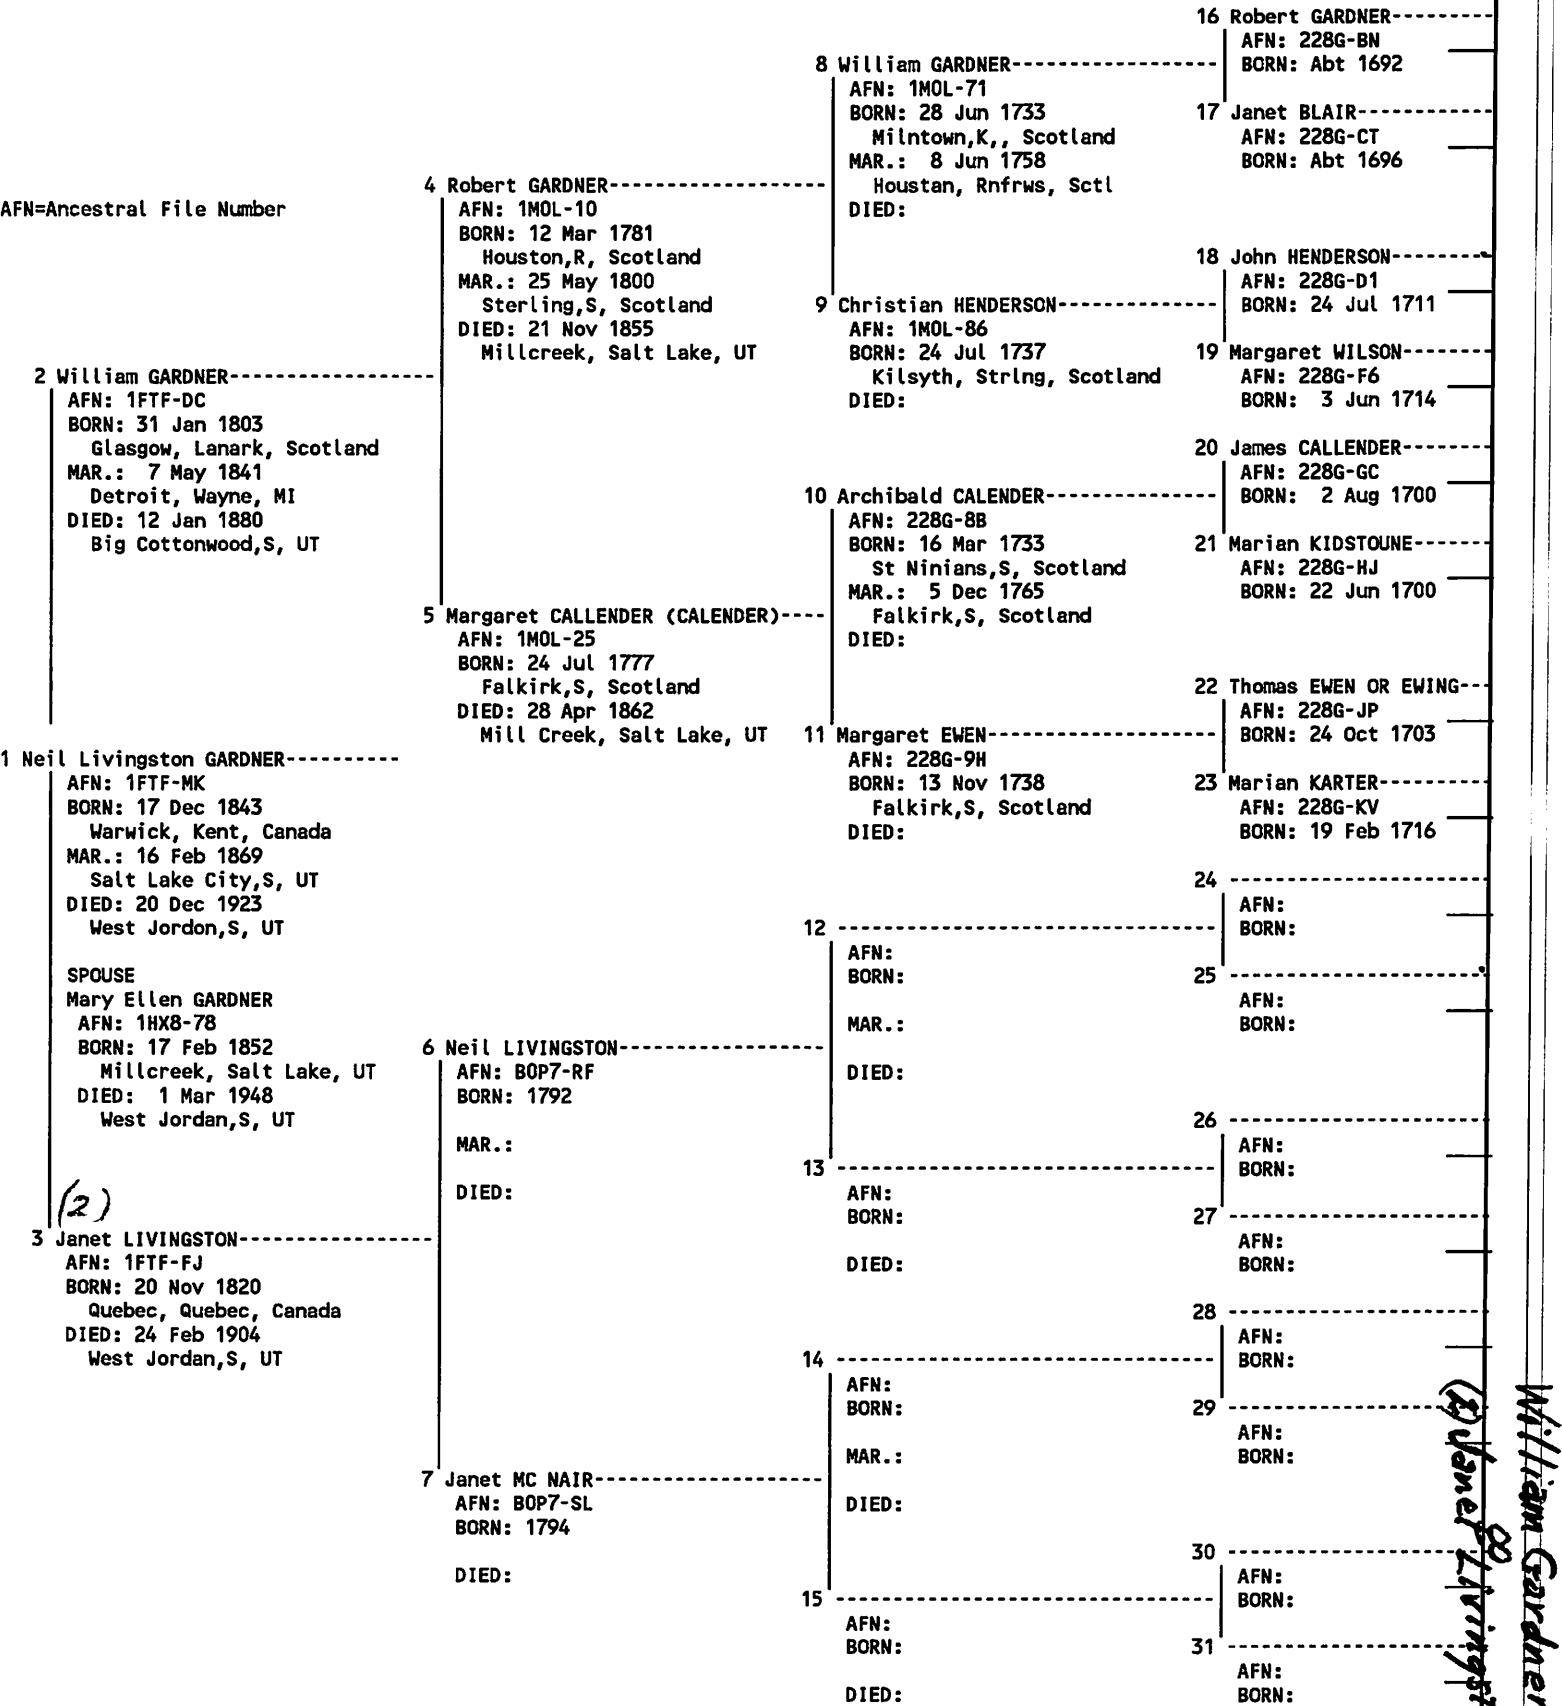 AFN=Ancestral File Number
1 Neil Livingston GARDNER----------
AFN: 1FTF-MK
BORN: 17 Dec 1843
Warwick, Kent, Canada
MAR.: 16 Feb 1869
Salt Lake City,S, UT
DIED: 20 Dec 1923
West Jordon,S, UT
SPOUSE
Mary Ellen GARDNER
AFN: 1HX8-78
BORN: 17 Feb 1852
Millcreek, Salt Lake, UT
DIED: 1 Mar 1948
West Jordan,S, UT
2 William GARDNER------------------
AFN: 1FTF-DC
BORN: 31 Jan 1803
Glasgow, Lanark, Scotland
MAR.: 7 May 1841
Detroit, Wayne, MI
DIED: 12 Jan 1880
Big Cottonwood,S, UT
(2)
3 Janet LIVINGSTON-----------------
AFN: 1FTF-FJ
BORN: 20 Nov 1820
Quebec, Quebec, Canada
DIED: 24 Feb 1904
West Jordan,S, UT
4 Robert GARDNER-------------------
AFN: 1MOL-10
BORN: 12 Mar 1781
Houston,R, Scotland
MAR.: 25 May 1800
Sterling,S, Scotland
DIED: 21 Nov 1855
Millcreek, Salt Lake, UT
5 Margaret CALLENDER (CALENDER)----
AFN: 1MOL-25
BORN: 24 Jul 1777
Falkirk,S, Scotland
DIED: 28 Apr 1862
Mill Creek, Salt Lake, UT
6 Neil LIVINGSTON------------------
AFN: BOP7-RF
BORN: 1792
MAR.:
DIED:
7 Janet MC NAIR--------------------
AFN: BOP7-SL
BORN: 1794
DIED:
8 William GARDNER------------------
AFN: 1MOL-71
BORN: 28 Jun 1733
Milntown,K,, Scotland
MAR.: 8 Jun 1758
Houstan, Rnfrws, Sctl
DIED:
9 Christian HENDERSON--------------
AFN: 1MOL-86
BORN: 24 Jul 1737
Kilsyth, Strlng, Scotland
DIED:
10 Archibald CALENDER---------------
AFN: 228G-8B
BORN: 16 Mar 1733
St Ninians,S, Scotland
MAR.: 5 Dec 1765
Falkirk,S, Scotland
DIED:
11 Margaret EWEN--------------------
AFN: 228G-9H
BORN: 13 Nov 1738
Falkirk,S, Scotland
DIED:
12 ---------------------------------
AFN:
BORN:
MAR.:
DIED:
13 ---------------------------------
AFN:
BORN:
DIED:
14 ---------------------------------
AFN:
BORN:
MAR.:
DIED:
15 ---------------------------------
AFN:
BORN:
DIED:
16 Robert GARDNER---------
AFN: 228G-BN
BORN: Abt 1692
17 Janet BLAIR------------
AFN: 228G-CT
BORN: Abt 1696
18 John HENDERSON---------
AFN: 228G-D1
BORN: 24 Jul 1711
19 Margaret WILSON--------
AFN: 228G-F6
BORN: 3 Jun 1714
20 James CALLENDER--------
AFN: 228G-GC
BORN: 2 Aug 1700
21 Marian KIDSTOUNE-------
AFN: 228G-HJ
BORN: 22 Jun 1700
22 Thomas EWEN OR EWING---
AFN: 228G-JP
BORN: 24 Oct 1703
23 Marian KARTER----------
AFN: 228G-KV
BORN: 19 Feb 1716
24 -----------------------
AFN:
BORN:
25 -----------------------
AFN:
BORN:
26 -----------------------
AFN:
BORN:
27 -----------------------
AFN:
BORN:
28 -----------------------
AFN:
BORN:
29 -----------------------
AFN:
BORN:
30 -----------------------
AFN:
BORN:
31 -----------------------
AFN:
BORN:
William Gardner
(2) Janet Livingst